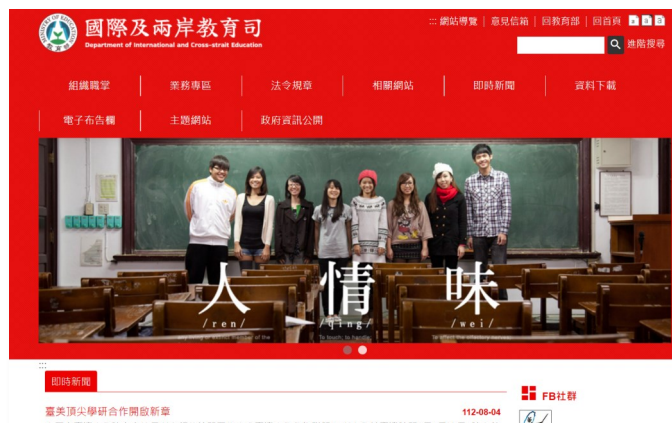 ::: 網站導覽 | 意見信箱 | 回教育部 | 回首頁 a a a
國際及兩岸教育司
Department of International and Cross-strait Education
進階搜尋
組織職掌 業務專區 法令規章 相關網站 即時新聞 資料下載
電子布告欄 主題網站 政府資訊公開
人 情 味
/ren/ /qing/ /wei/
:::
即時新聞
FB社群
臺美頂尖學研合作開啟新章 112-08-04